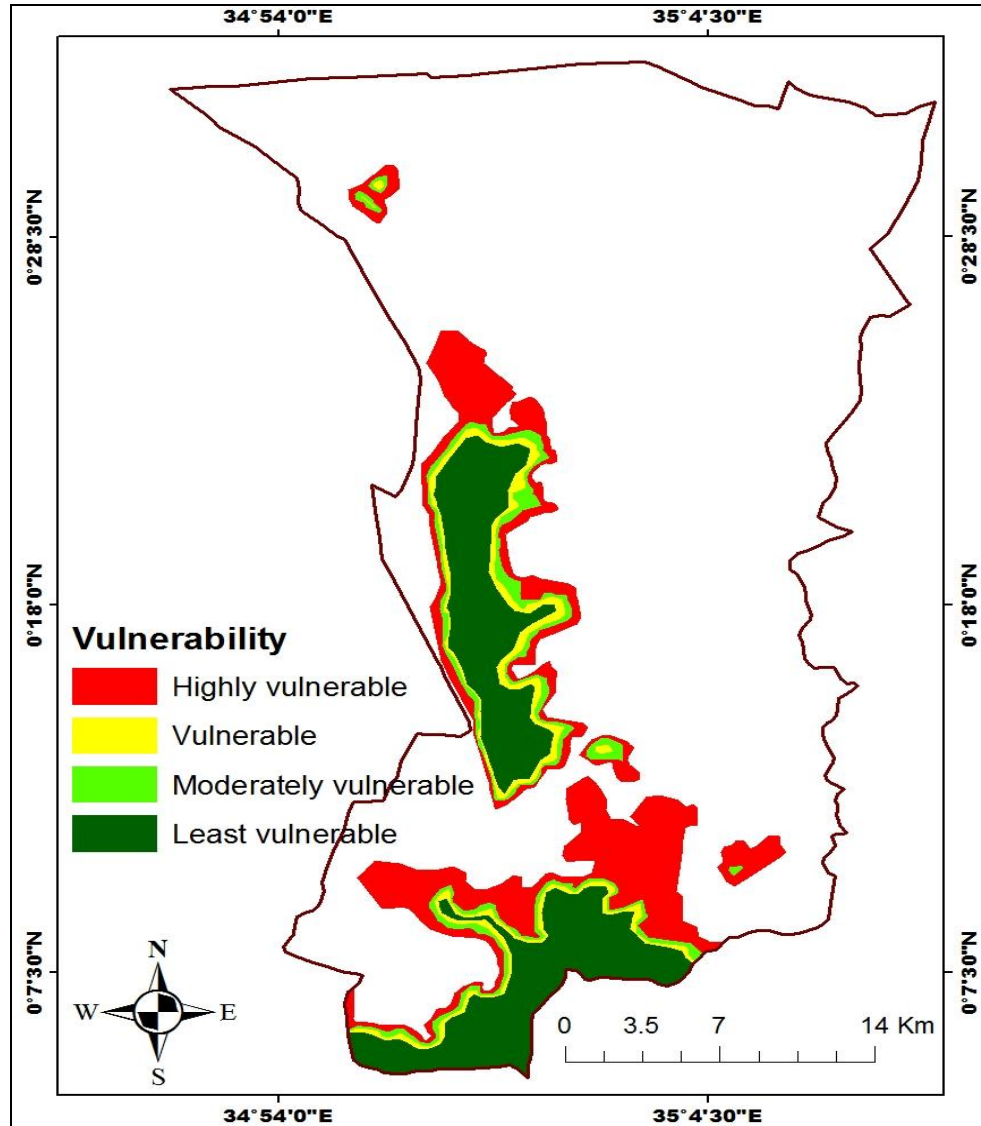 34°54'0"E 35°4'30"E
0°28'30"N 0°28'30"N
0°18'0"N 0°18'0"N
Vulnerability
Highly vulnerable
Vulnerable
Moderately vulnerable
Least vulnerable
0°7'30"N 0°7'30"N
N
W E
S
0 3.5 7 14 Km
34°54'0"E 35°4'30"E